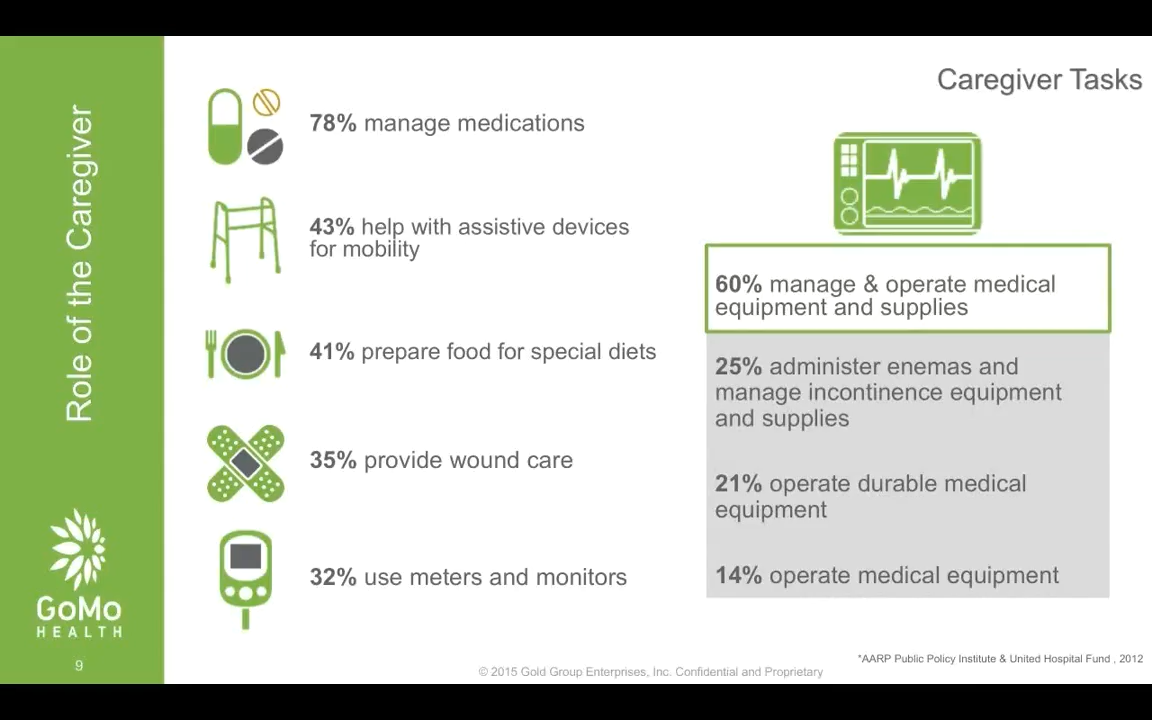 Role of the Caregiver
GoMo
HEALTH
9
Caregiver Tasks
78% manage medications
43% help with assistive devices
for mobility
41% prepare food for special diets
35% provide wound care
32% use meters and monitors
60% manage & operate medical
equipment and supplies
25% administer enemas and
manage incontinence equipment
and supplies
21% operate durable medical
equipment
14% operate medical equipment
*AARP Public Policy Institute & United Hospital Fund , 2012
© 2015 Gold Group Enterprises, Inc. Confidential and Proprietary